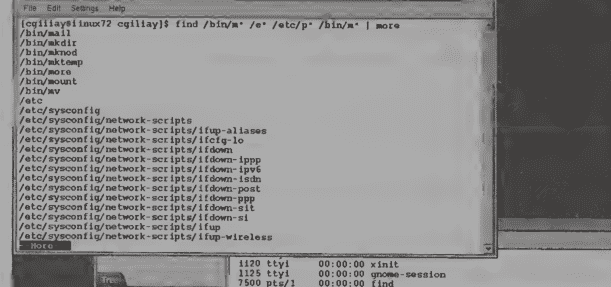 File Edit Settings Help
[cgiliay@linux72 cgiliay]$ find /bin/m* /e* /etc/p* /bin/m* | more
/bin/mail
/bin/mkdir
/bin/mknod
/bin/mktemp
/bin/more
/bin/mount
/bin/mv
/etc
/etc/sysconfig
/etc/sysconfig/network-scripts
/etc/sysconfig/network-scripts/ifup-aliases
/etc/sysconfig/network-scripts/ifcfg-lo
/etc/sysconfig/network-scripts/ifdown
/etc/sysconfig/network-scripts/ifdown-ippp
/etc/sysconfig/network-scripts/ifdown-ipv6
/etc/sysconfig/network-scripts/ifdown-isdn
/etc/sysconfig/network-scripts/ifdown-post
/etc/sysconfig/network-scripts/ifdown-ppp
/etc/sysconfig/network-scripts/ifdown-sit
/etc/sysconfig/network-scripts/ifdown-sl
/etc/sysconfig/network-scripts/ifup
/etc/sysconfig/network-scripts/ifup-wireless
--More--
1120 tty1 00:00:00 xinit
1125 tty1 00:00:00 gnome-session
7500 pts/1 00:00:00 find